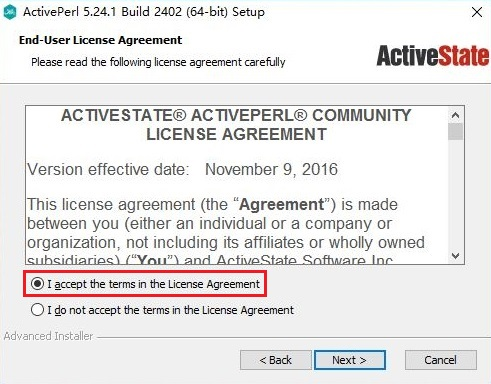 ActivePerl 5.24.1 Build 2402 (64-bit) Setup
End-User License Agreement
Please read the following license agreement carefully
ActiveState
ACTIVESTATE® ACTIVEPERL® COMMUNITY
LICENSE AGREEMENT
Version effective date: November 9, 2016
This license agreement (the “Agreement”) is made
between you (either an individual or a company or
organization, not including its affiliates or wholly owned
subsidiaries) (“You”) and ActiveState Software Inc.
I accept the terms in the License Agreement
I do not accept the terms in the License Agreement
Advanced Installer
< Back
Next >
Cancel